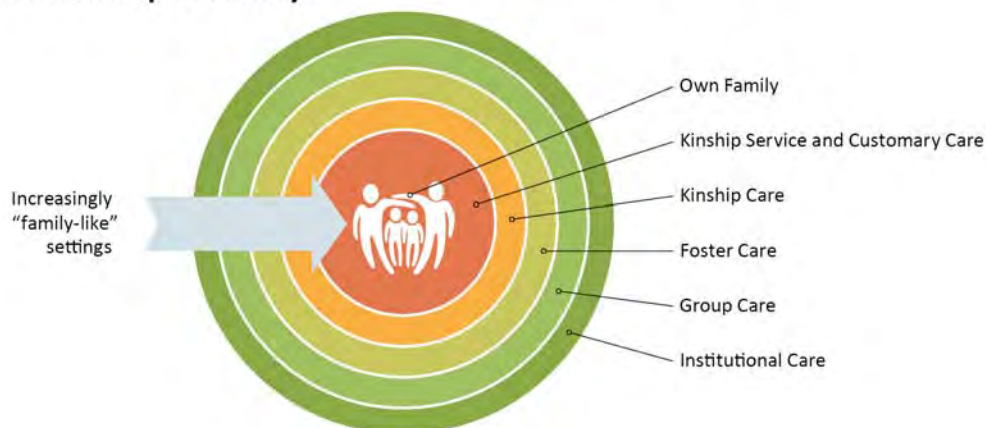 Increasingly
“family-like”
settings
Own Family
Kinship Service and Customary Care
Kinship Care
Foster Care
Group Care
Institutional Care